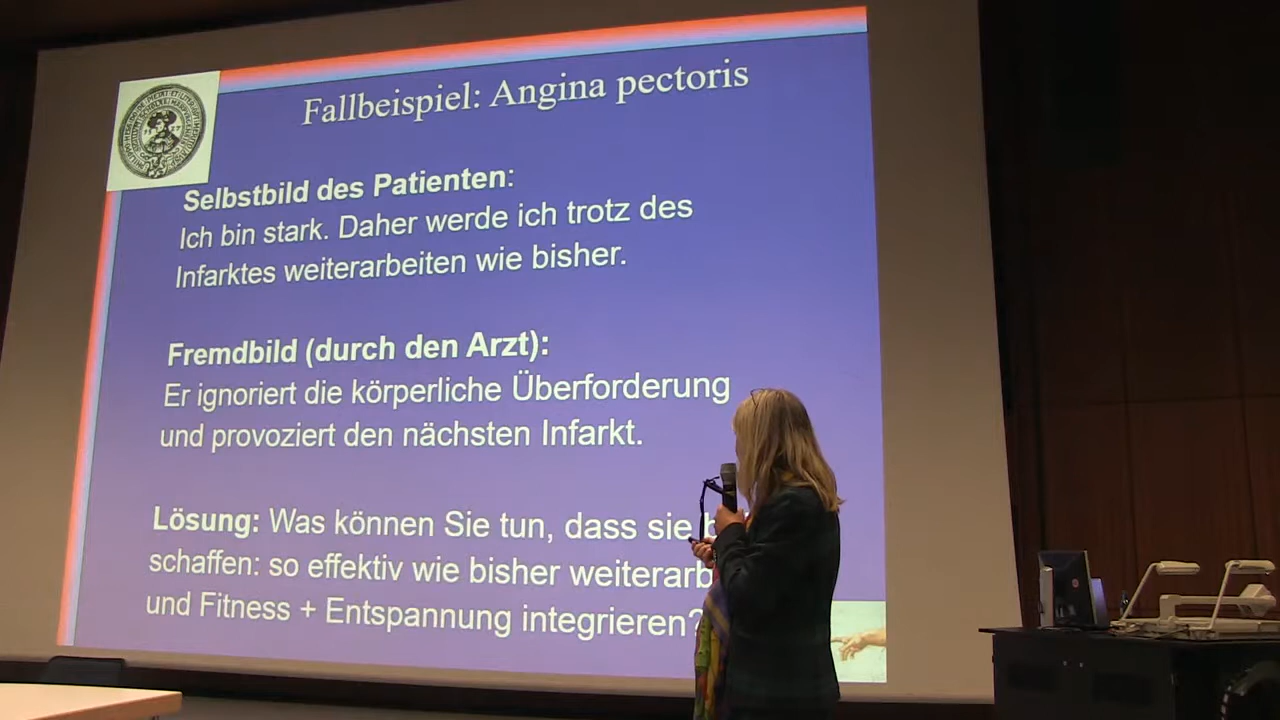 Fallbeispiel: Angina pectoris
Selbstbild des Patienten:
Ich bin stark. Daher werde ich trotz des
Infarktes weiterarbeiten wie bisher.
Fremdbild (durch den Arzt):
Er ignoriert die körperliche Überforderung
und provoziert den nächsten Infarkt.
Lösung: Was können Sie tun, dass sie
schaffen: so effektiv wie bisher
und Fitness + Entspannung integrieren?